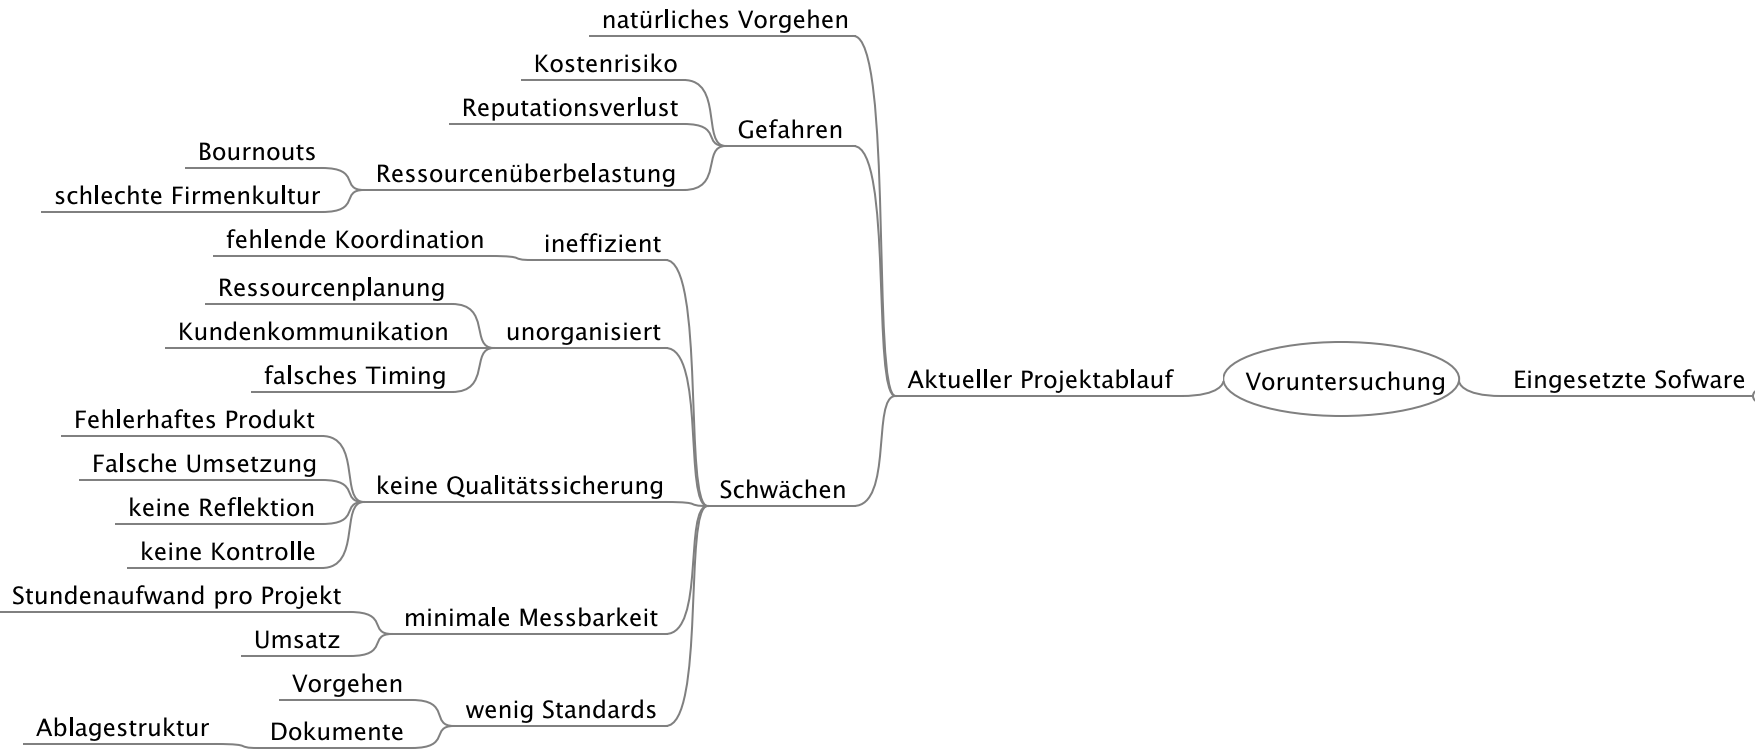 natürliches Vorgehen
Kostenrisiko
Reputationsverlust
Gefahren
Bournouts
Ressourcenüberbelastung
schlechte Firmenkultur
fehlende Koordination
ineffizient
Ressourcenplanung
Kundenkommunikation
unorganisiert
falsches Timing
Aktueller Projektablauf
Voruntersuchung
Eingesetzte Sofware
Fehlerhaftes Produkt
Falsche Umsetzung
keine Qualitätssicherung
Schwächen
keine Reflektion
keine Kontrolle
Stundenaufwand pro Projekt
minimale Messbarkeit
Umsatz
Vorgehen
wenig Standards
Ablagestruktur
Dokumente